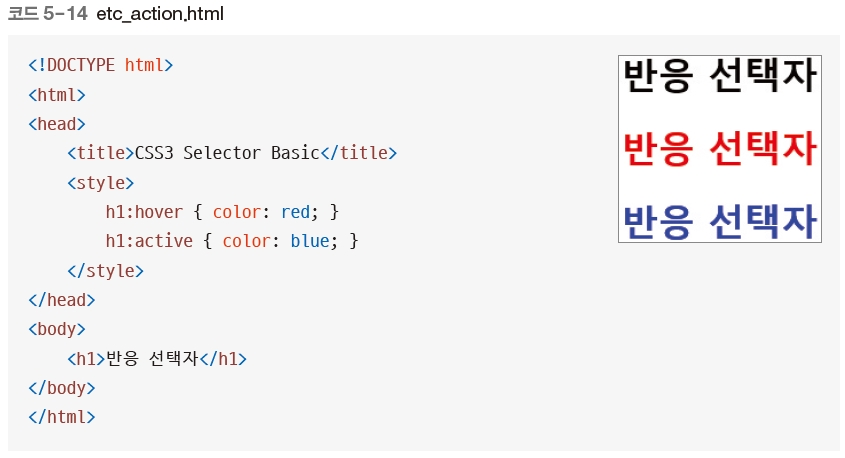 코드 5-14 etc_action.html
<!DOCTYPE html>
<html>
<head>
    <title>CSS3 Selector Basic</title>
    <style>
        h1:hover { color: red; }
        h1:active { color: blue; }
    </style>
</head>
<body>
    <h1>반응 선택자</h1>
</body>
</html>
반응 선택자
반응 선택자
반응 선택자